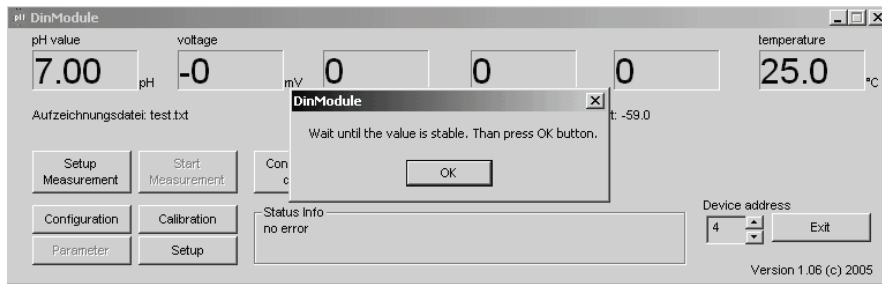 pH DinModule
pH value voltage temperature
7.00 pH -0 mV 0 0 0 25.0 °C
Aufzeichnungsdatei: test.txt -59.0
DinModule
Wait until the value is stable. Than press OK button.
OK
Setup Measurement
Start Measurement
Configuration
Calibration
Parameter
Setup
Status Info
no error
Device address
4
Exit
Version 1.06 (c) 2005